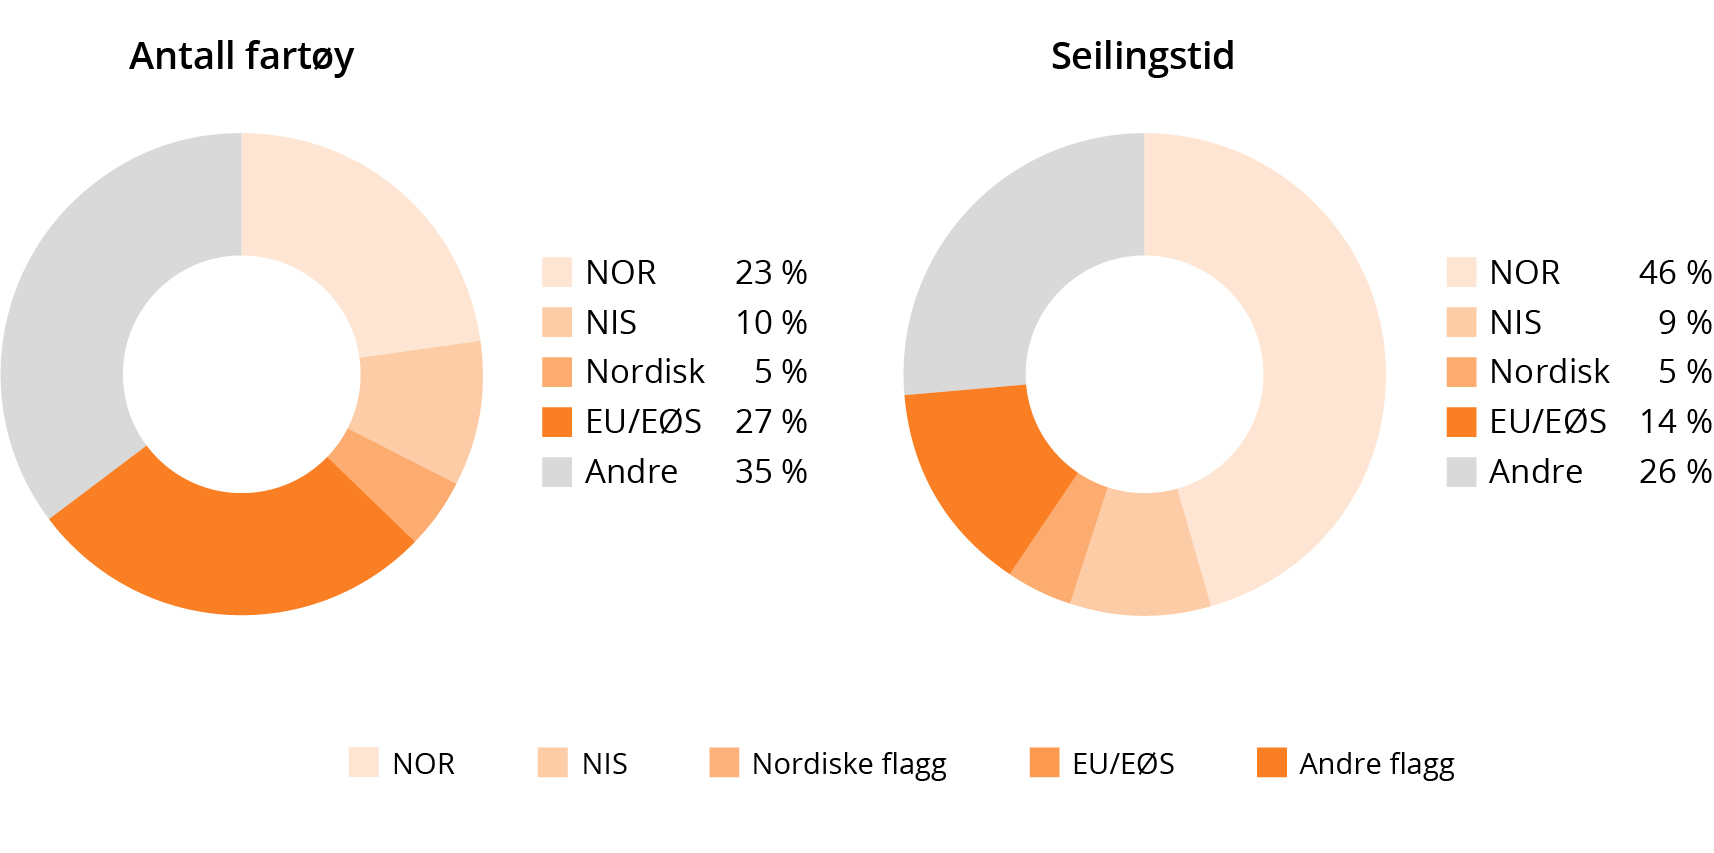 Antall fartøy
NOR 23 %
NIS 10 %
Nordisk 5 %
EU/EØS 27 %
Andre 35 %
Seilingstid
NOR 46 %
NIS 9 %
Nordisk 5 %
EU/EØS 14 %
Andre 26 %
NOR NIS Nordiske flagg EU/EØS Andre flagg